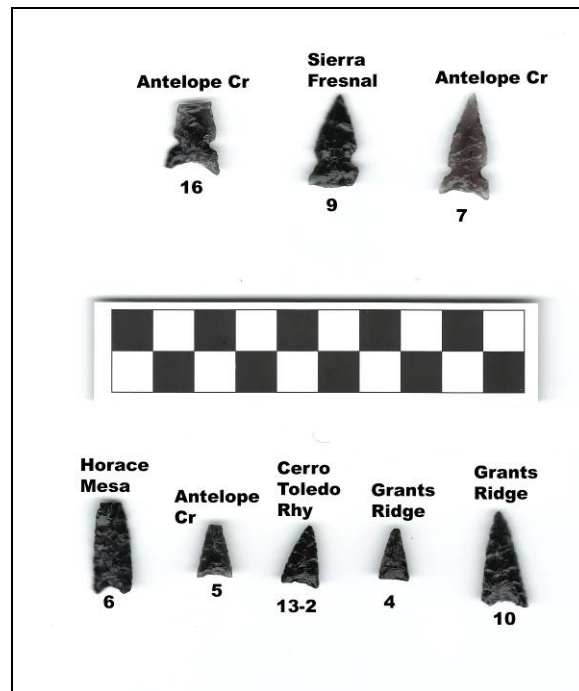 Antelope Cr
Sierra
Fresnal
Antelope Cr
16
9
7
Horace
Mesa
Antelope
Cr
Cerro
Toledo
Rhy
Grants
Ridge
Grants
Ridge
6
5
13-2
4
10